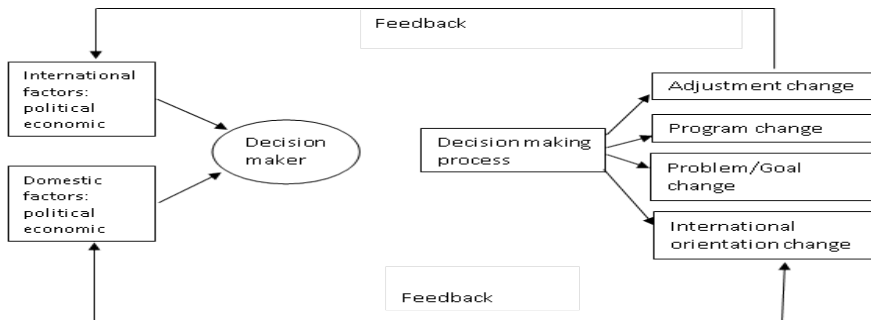 Feedback
International
factors:
political
economic
Decision
maker
Domestic
factors:
political
economic
Decision making
process
Adjustment change
Program change
Problem/Goal
change
International
orientation change
Feedback